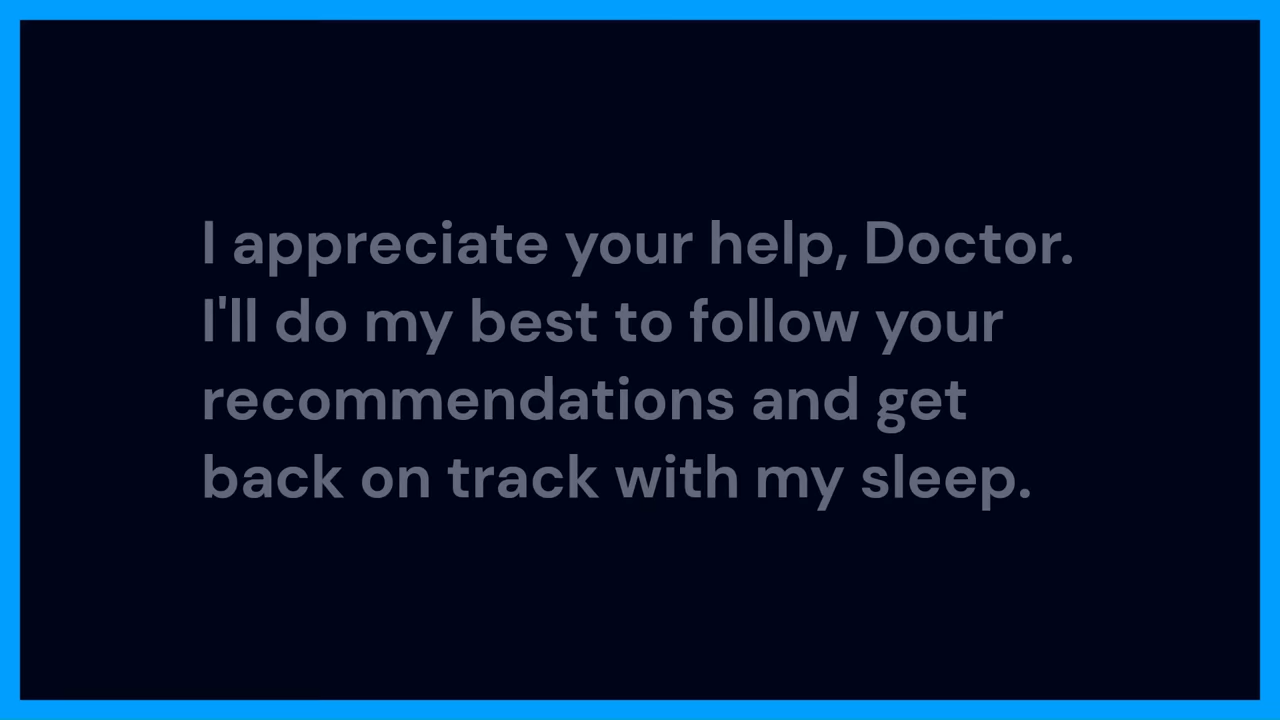 I appreciate your help, Doctor.
I'll do my best to follow your
recommendations and get
back on track with my sleep.